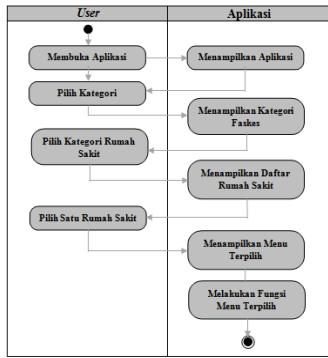 User
Aplikasi
Membuka Aplikasi
Menampilkan Aplikasi
Pilih Kategori
Menampilkan Kategori
Faskes
Pilih Kategori Rumah
Sakit
Menampilkan Daftar
Rumah Sakit
Pilih Satu Rumah Sakit
Menampilkan Menu
Terpilih
Melakukan Fungsi
Menu Terpilih